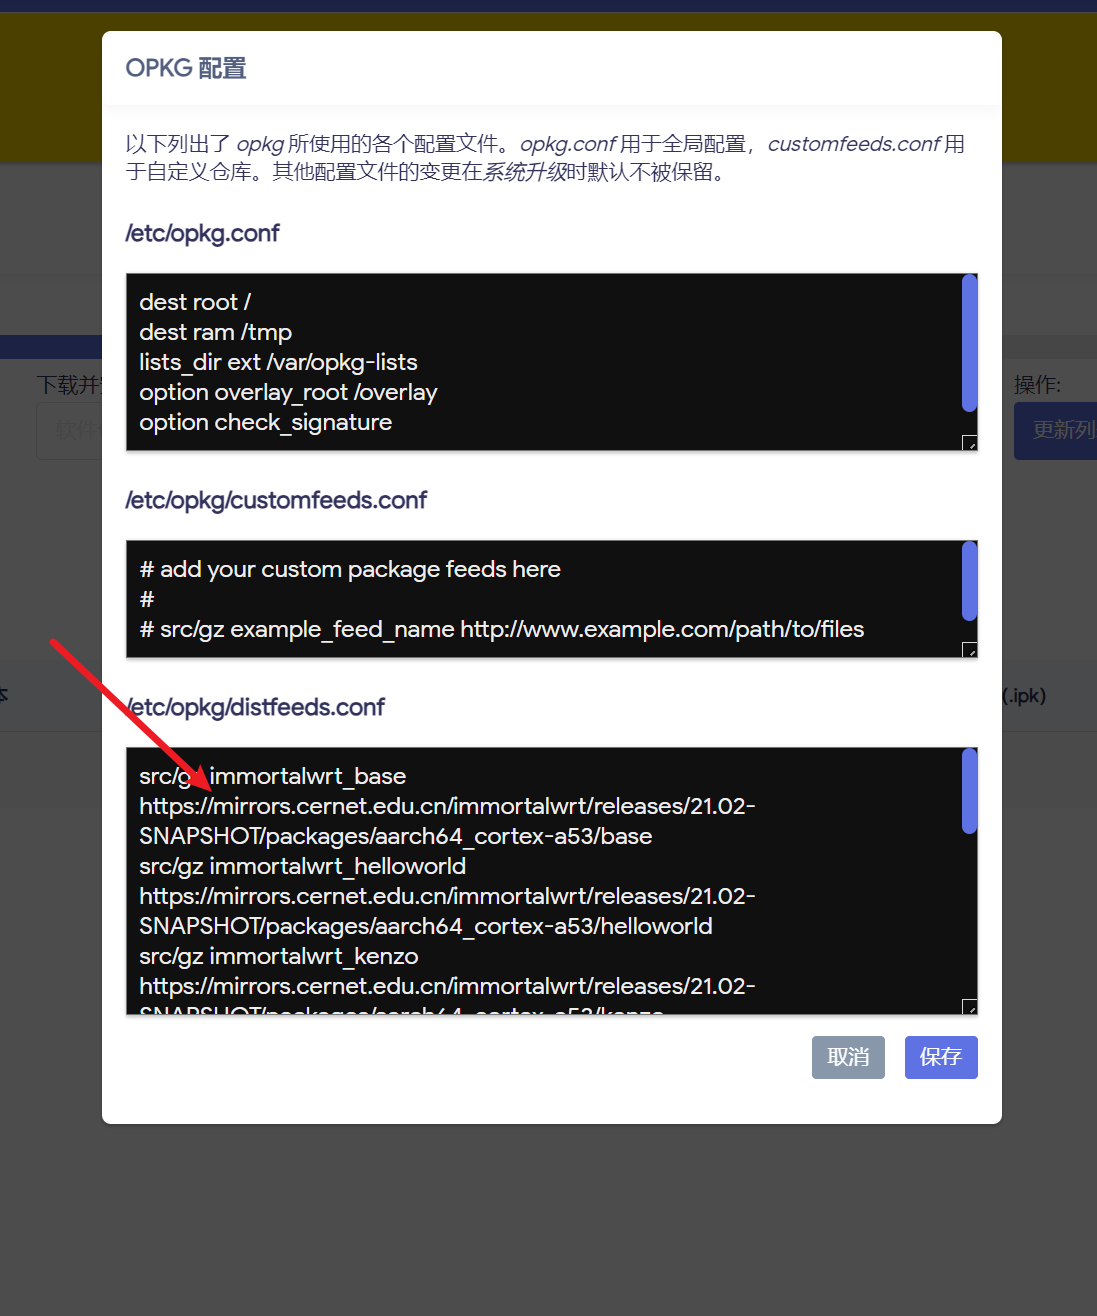 OPKG 配置
以下列出了 opkg 所使用的各个配置文件。opkg.conf 用于全局配置，customfeeds.conf 用
于自定义仓库。其他配置文件的变更在系统升级时默认不被保留。
/etc/opkg.conf
dest root /
dest ram /tmp
lists_dir ext /var/opkg-lists
option overlay_root /overlay
option check_signature
下载并
操作:
软件
更新列
/etc/opkg/customfeeds.conf
# add your custom package feeds here
#
# src/gz example_feed_name http://www.example.com/path/to/files
本
(.ipk)
/etc/opkg/distfeeds.conf
src/gz immortalwrt_base
https://mirrors.cernet.edu.cn/immortalwrt/releases/21.02-
SNAPSHOT/packages/aarch64_cortex-a53/base
src/gz immortalwrt_helloworld
https://mirrors.cernet.edu.cn/immortalwrt/releases/21.02-
SNAPSHOT/packages/aarch64_cortex-a53/helloworld
src/gz immortalwrt_kenzo
https://mirrors.cernet.edu.cn/immortalwrt/releases/21.02-
SNAPSHOT/packages/aarch64_cortex-a53/kenzo
取消
保存